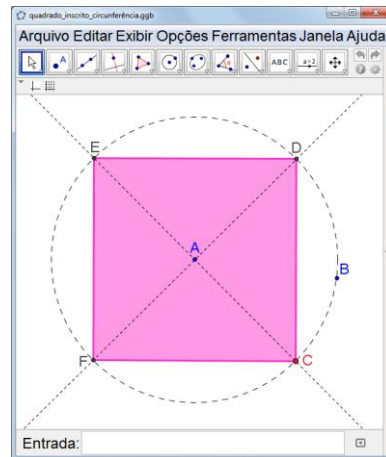 quadrado_inscrito_circunferência.ggb
Arquivo Editar Exibir Opções Ferramentas Janela Ajuda
A
ABC
a=2
E
D
A
B
F
C
Entrada: